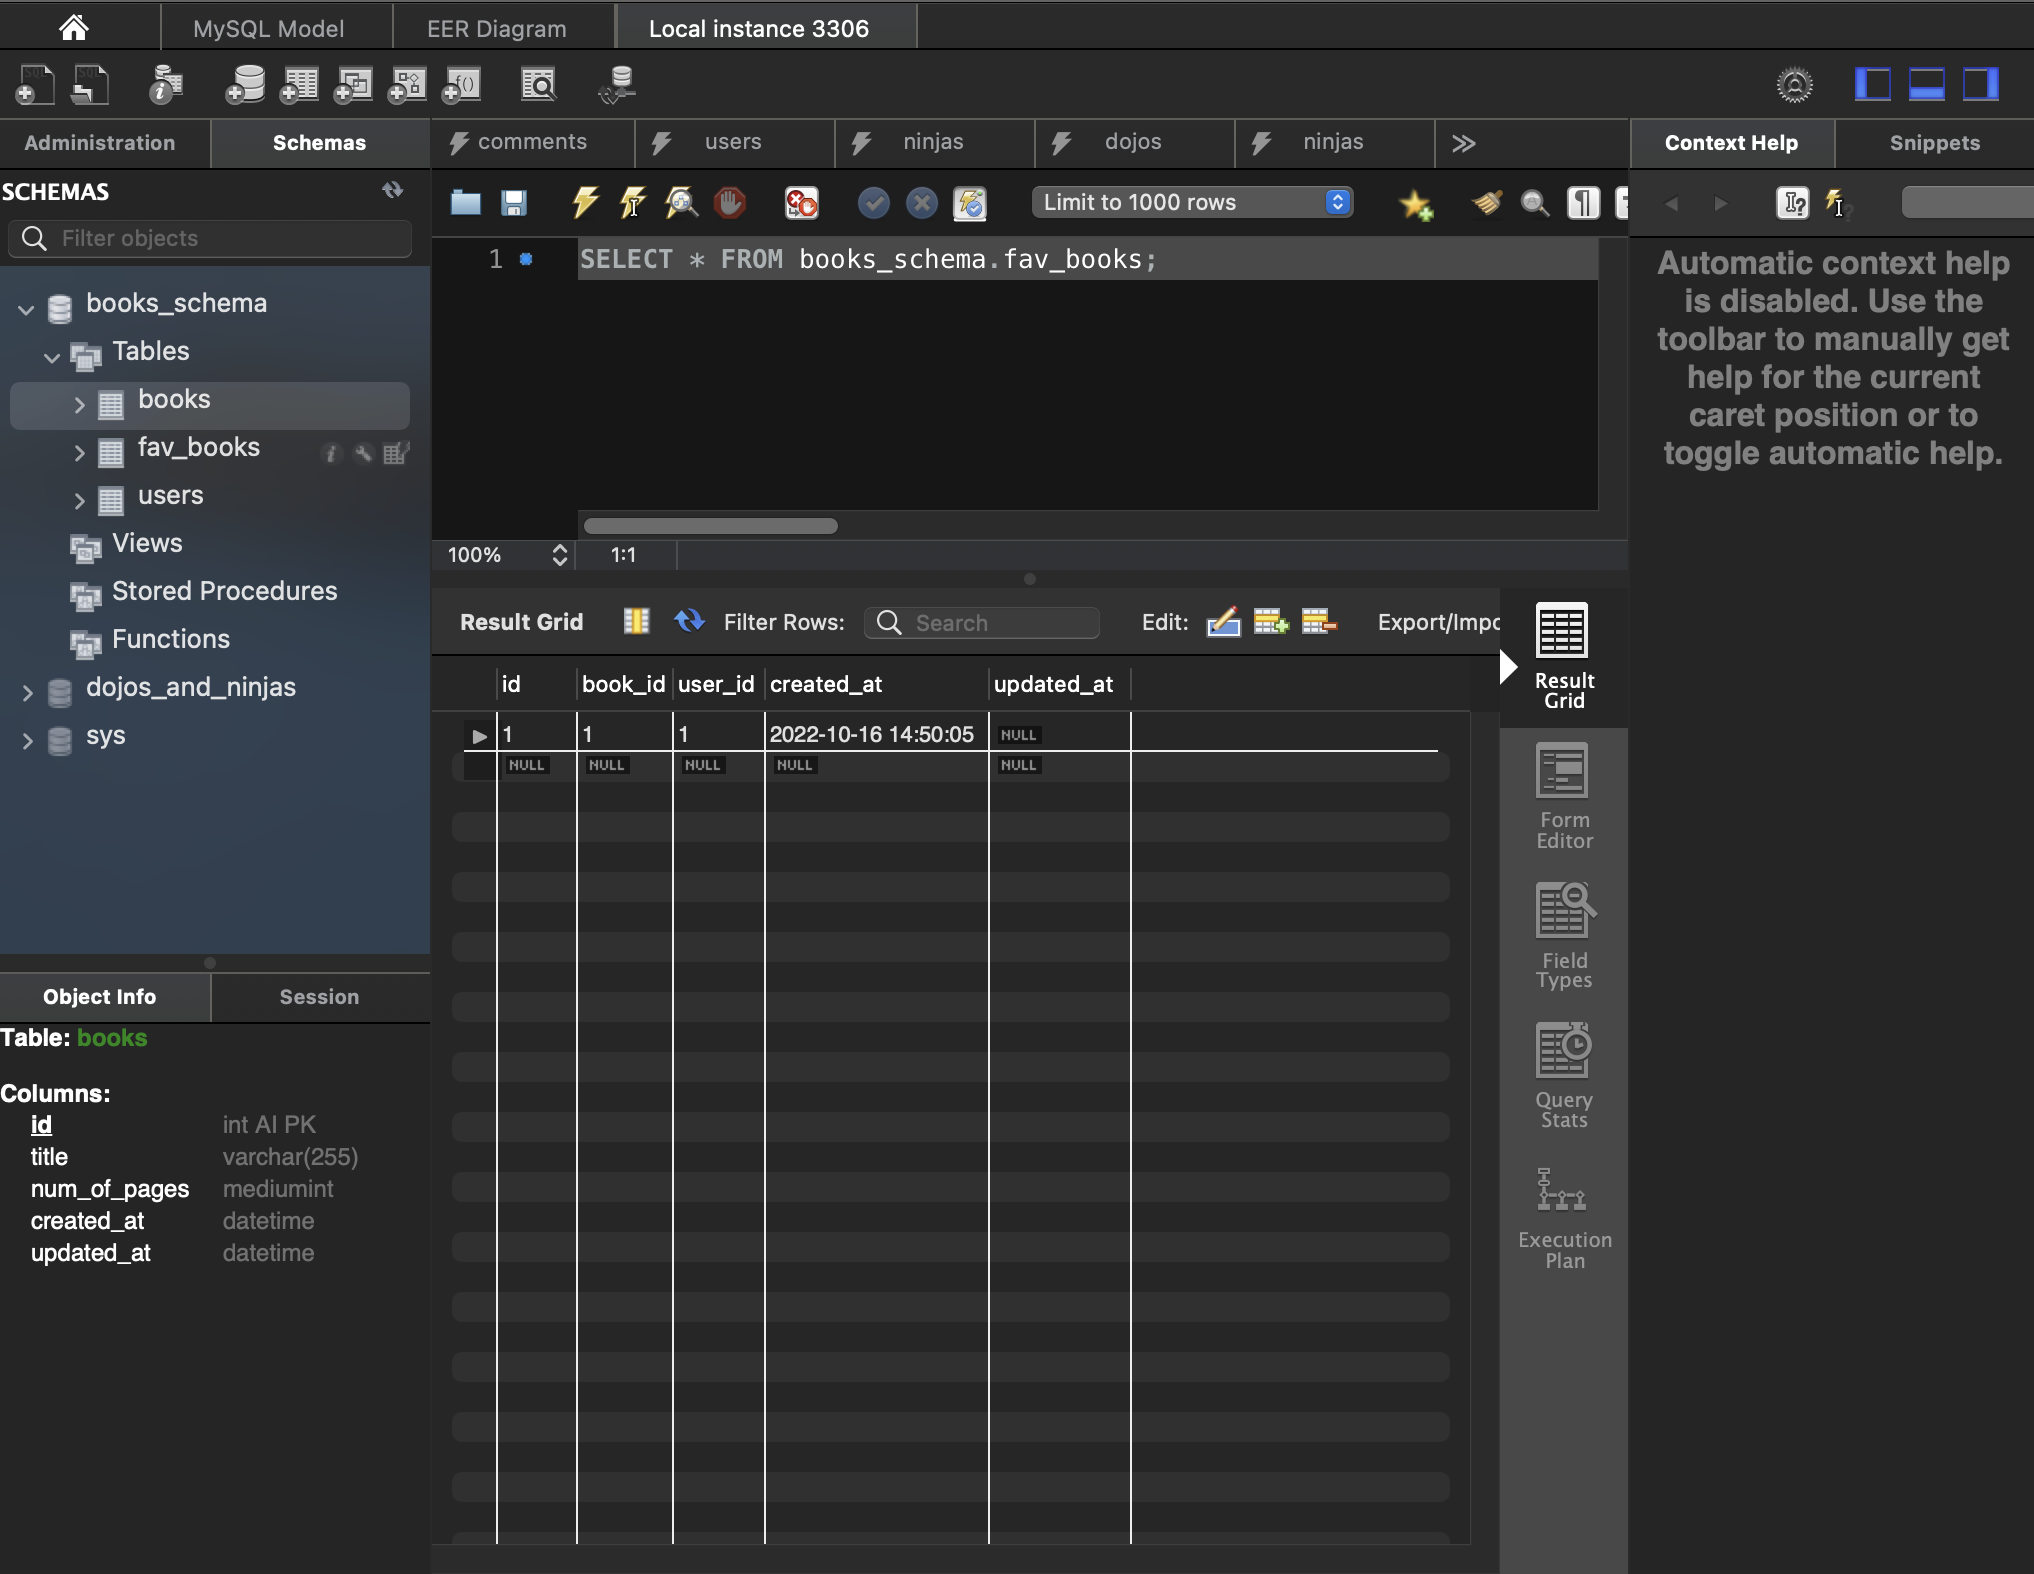 MySQL Model
EER Diagram
Local instance 3306
Administration
Schemas
comments
users
ninjas
dojos
ninjas
Context Help
Snippets
SCHEMAS
Filter objects
Limit to 1000 rows
1
SELECT * FROM books_schema.fav_books;
Automatic context help
is disabled. Use the
toolbar to manually get
help for the current
caret position or to
toggle automatic help.
books_schema
Tables
books
fav_books
users
Views
Stored Procedures
Functions
dojos_and_ninjas
sys
100%
1:1
Result Grid
Filter Rows:
Search
Edit:
Export/Impo
id book_id user_id created_at updated_at
1 1 1 2022-10-16 14:50:05 NULL
NULL NULL NULL NULL NULL
Result
Grid
Form
Editor
Field
Types
Query
Stats
Execution
Plan
Object Info
Session
Table: books
Columns:
id int AI PK
title varchar(255)
num_of_pages mediumint
created_at datetime
updated_at datetime